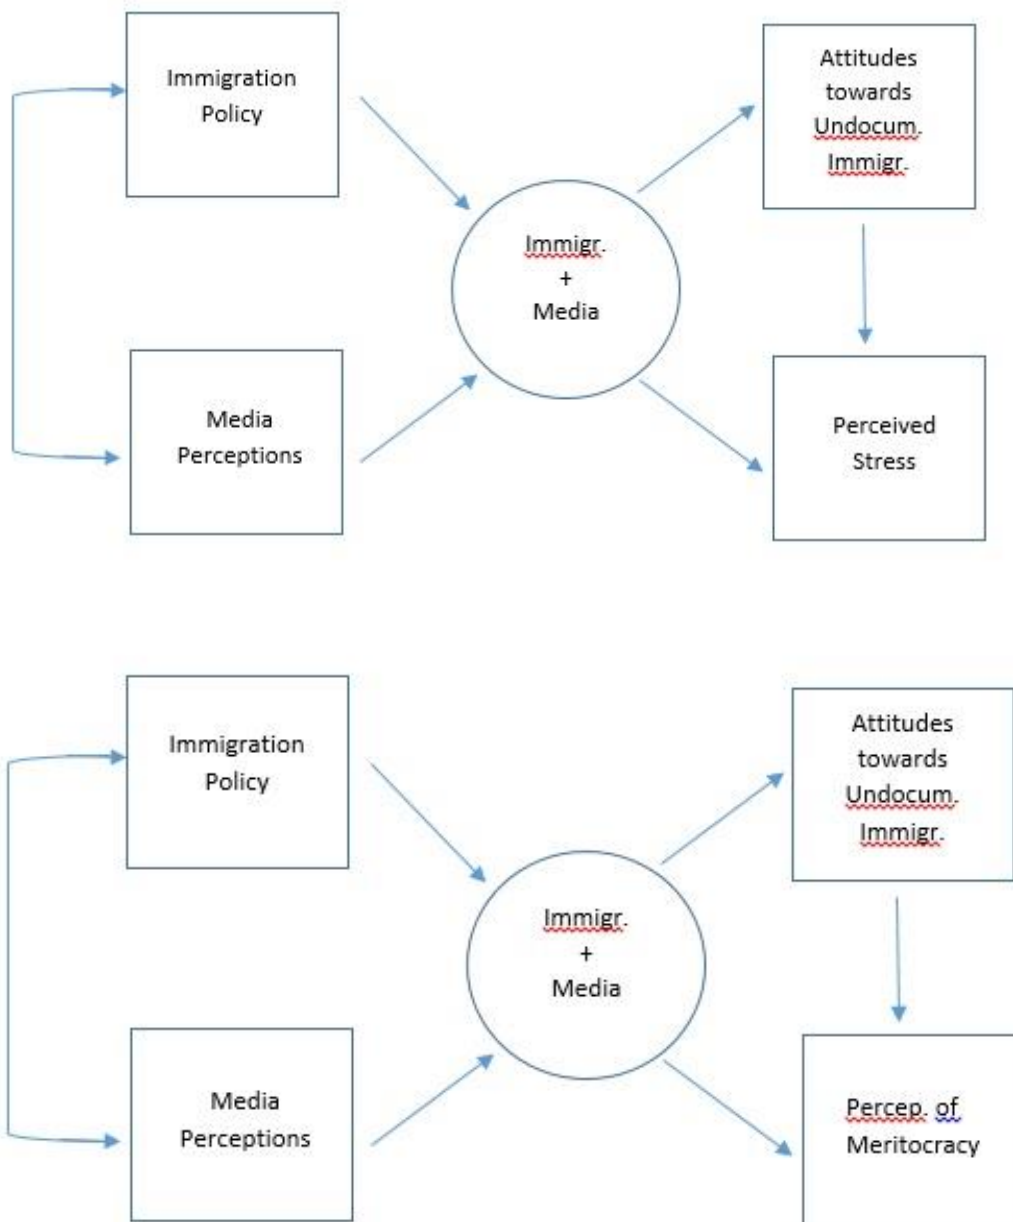 Immigration
Policy
Attitudes
towards
Undocum.
Immigr.
Immigr.
+
Media
Media
Perceptions
Perceived
Stress
Immigration
Policy
Attitudes
towards
Undocum.
Immigr.
Immigr.
+
Media
Media
Perceptions
Percep. of
Meritocracy